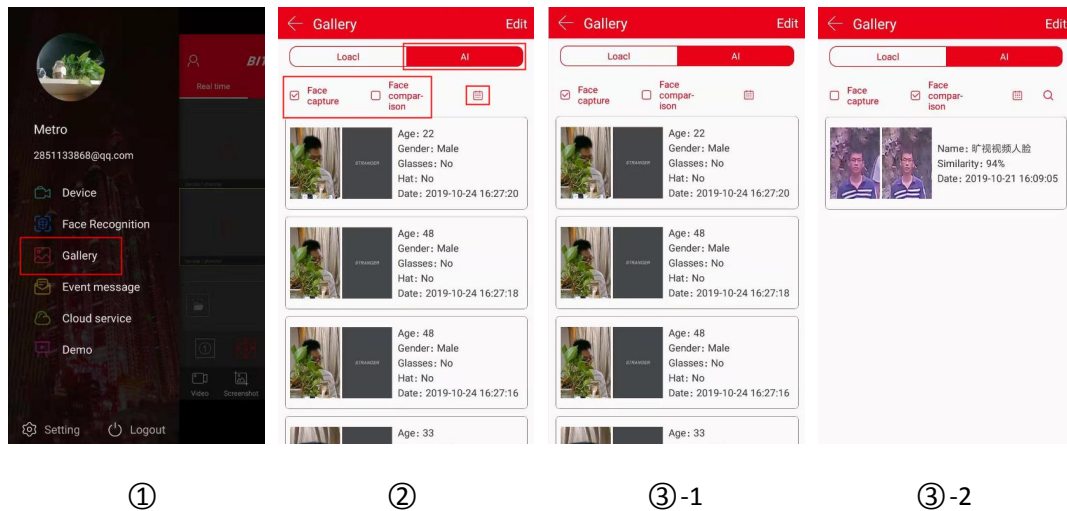 Metro
2851133868@qq.com
Device
Face Recognition
Gallery
Event message
Cloud service
Demo
Setting
Logout
BIT
Real time
Video
Screenshot
Gallery
Edit
Loacl
AI
Face
capture
Face
compar-
ison
STRANGER
Age: 22
Gender: Male
Glasses: No
Hat: No
Date: 2019-10-24 16:27:20
STRANGER
Age: 48
Gender: Male
Glasses: No
Hat: No
Date: 2019-10-24 16:27:18
STRANGER
Age: 48
Gender: Male
Glasses: No
Hat: No
Date: 2019-10-24 16:27:16
Age: 33
Gallery
Edit
Loacl
AI
Face
capture
Face
compar-
ison
STRANGER
Age: 22
Gender: Male
Glasses: No
Hat: No
Date: 2019-10-24 16:27:20
STRANGER
Age: 48
Gender: Male
Glasses: No
Hat: No
Date: 2019-10-24 16:27:18
STRANGER
Age: 48
Gender: Male
Glasses: No
Hat: No
Date: 2019-10-24 16:27:16
Age: 33
Gallery
Edit
Loacl
AI
Face
capture
Face
compar-
ison
Name: 旷视视频人脸
Similarity: 94%
Date: 2019-10-21 16:09:05
①
②
③-1
③-2